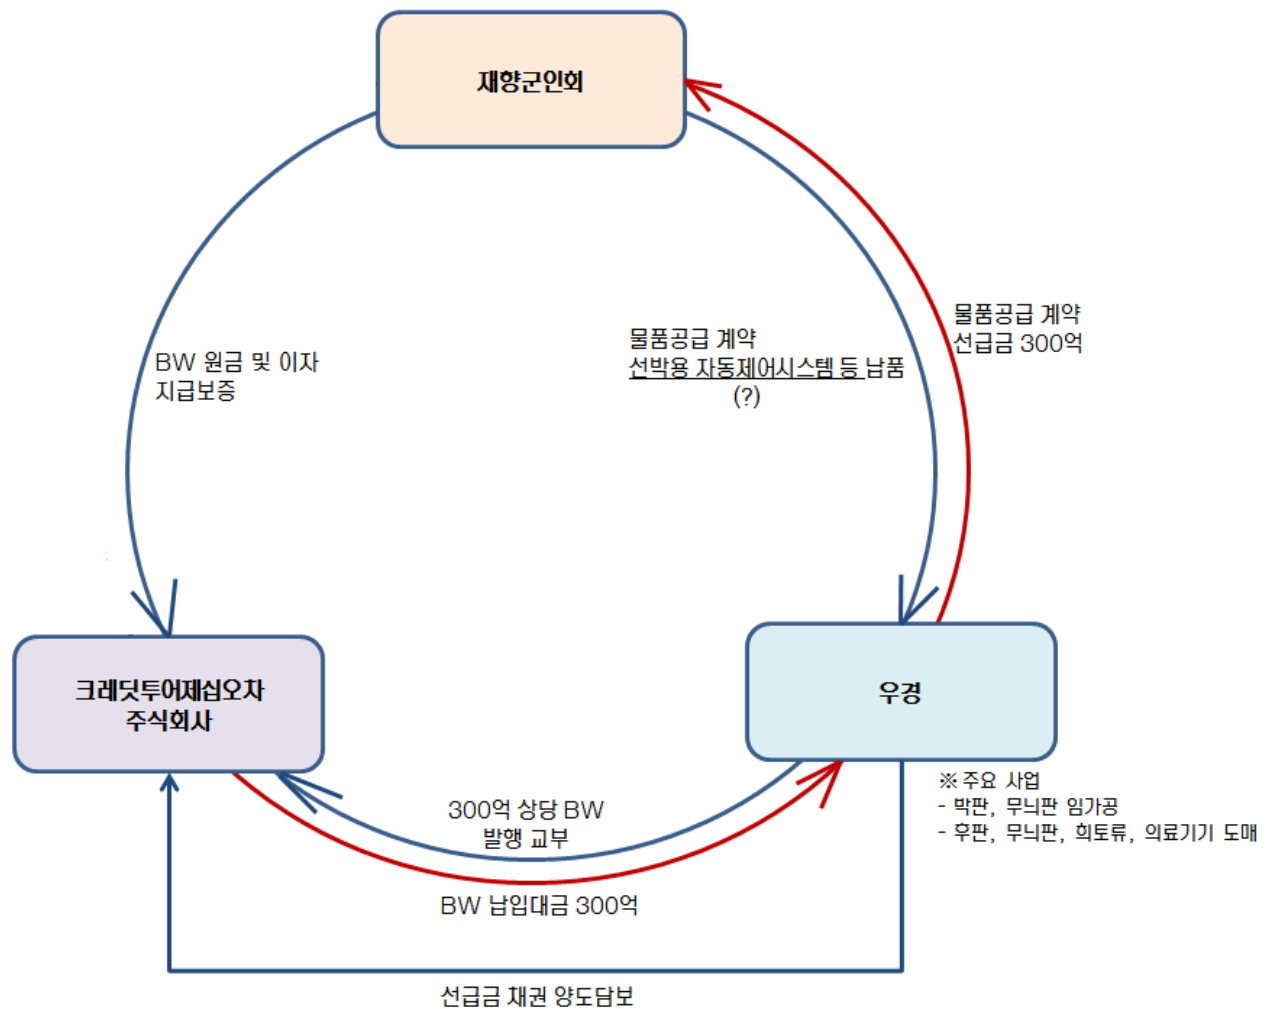 재향군인회
물품공급 계약
선급금 300억
물품공급 계약
선박용 자동제어시스템 등 납품
(?)
BW 원금 및 이자
지급보증
크레딧투어제십오차
주식회사
우경
※ 주요 사업
- 박판, 무늬판 임가공
- 후판, 무늬판, 희토류, 의료기기 도매
300억 상당 BW
발행 교부
BW 납입대금 300억
선급금 채권 양도담보